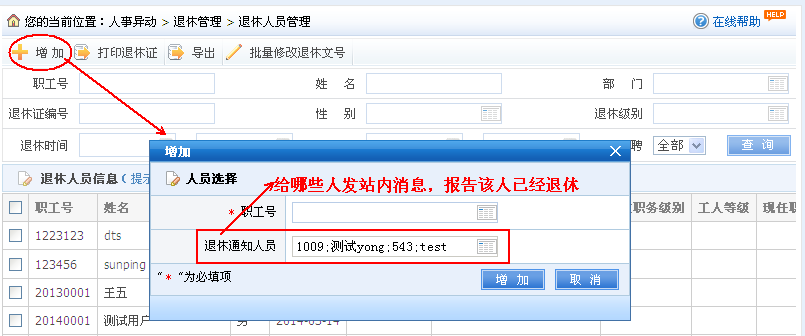 您的当前位置：人事异动 > 退休管理 > 退休人员管理 在线帮助 HELP
增 加 打印退休证 导出 批量修改退休文号
职工号 姓 名 部 门
退休证编号 性 别 退休级别
退休时间 聘 全部 查 询
增加
退休人员信息（提示 人员选择
给哪些人发站内消息，报告该人已经退休
职工号 姓名 * 职工号 职务级别 工人等级 现任职
1223123 dts 退休通知人员 1009;测试yong;543;test
123456 sunping "*"为必填项 增 加 取 消
20130001 王五
20140001 测试用户 男 2014-03-14